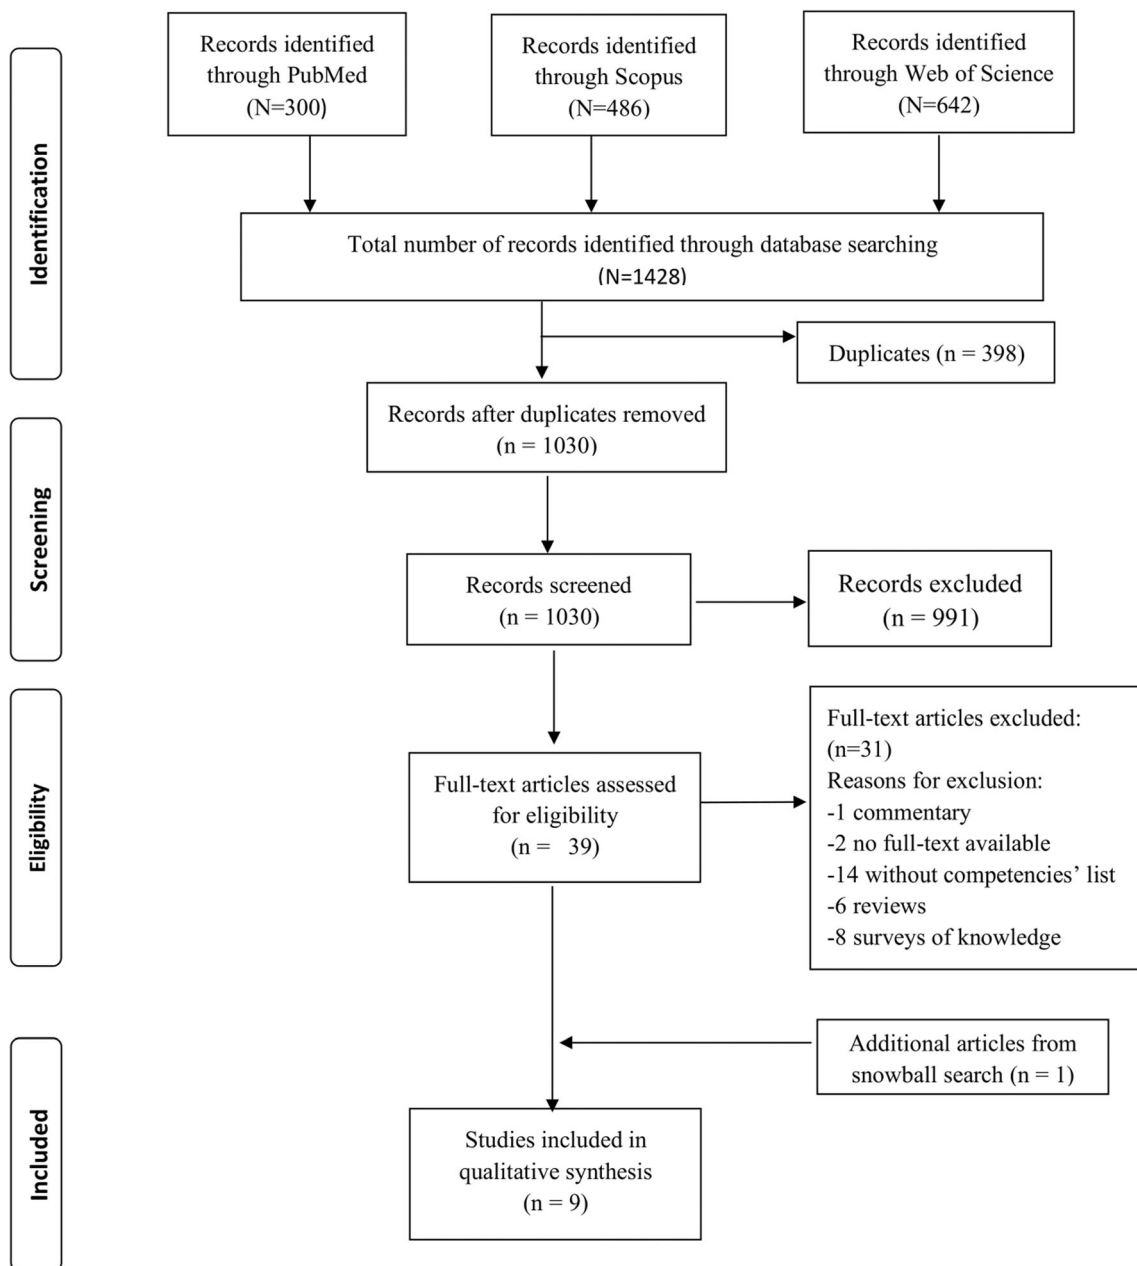 Records identified
through PubMed
(N=300)
Records identified
through Scopus
(N=486)
Records identified
through Web of Science
(N=642)
Identification
Total number of records identified through database searching
(N=1428)
Duplicates (n = 398)
Records after duplicates removed
(n = 1030)
Screening
Records screened
(n = 1030)
Records excluded
(n = 991)
Eligibility
Full-text articles assessed
for eligibility
(n = 39)
Full-text articles excluded:
(n=31)
Reasons for exclusion:
-1 commentary
-2 no full-text available
-14 without competencies’ list
-6 reviews
-8 surveys of knowledge
Additional articles from
snowball search (n = 1)
Included
Studies included in
qualitative synthesis
(n = 9)